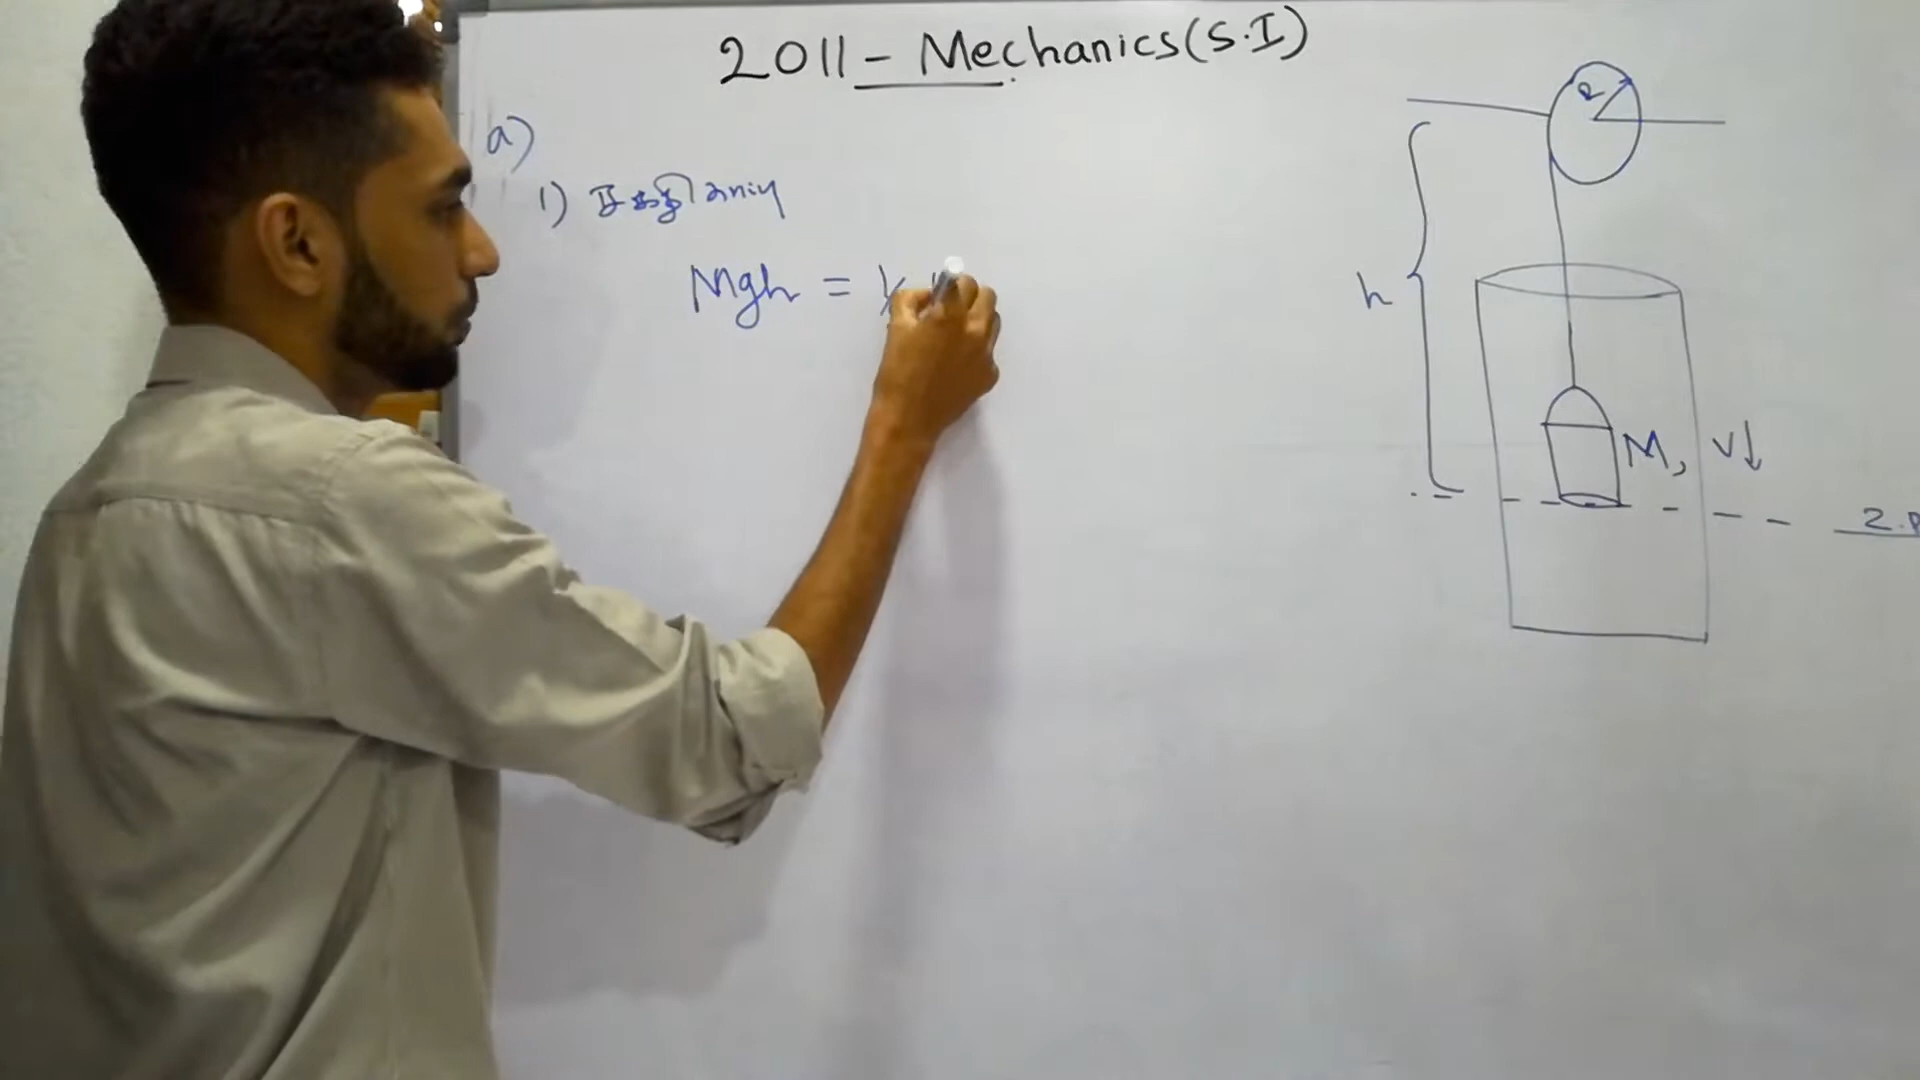 2011 - Mechanics (S.I)
a)
1)
Mgh = ½
R
h
M, V↓